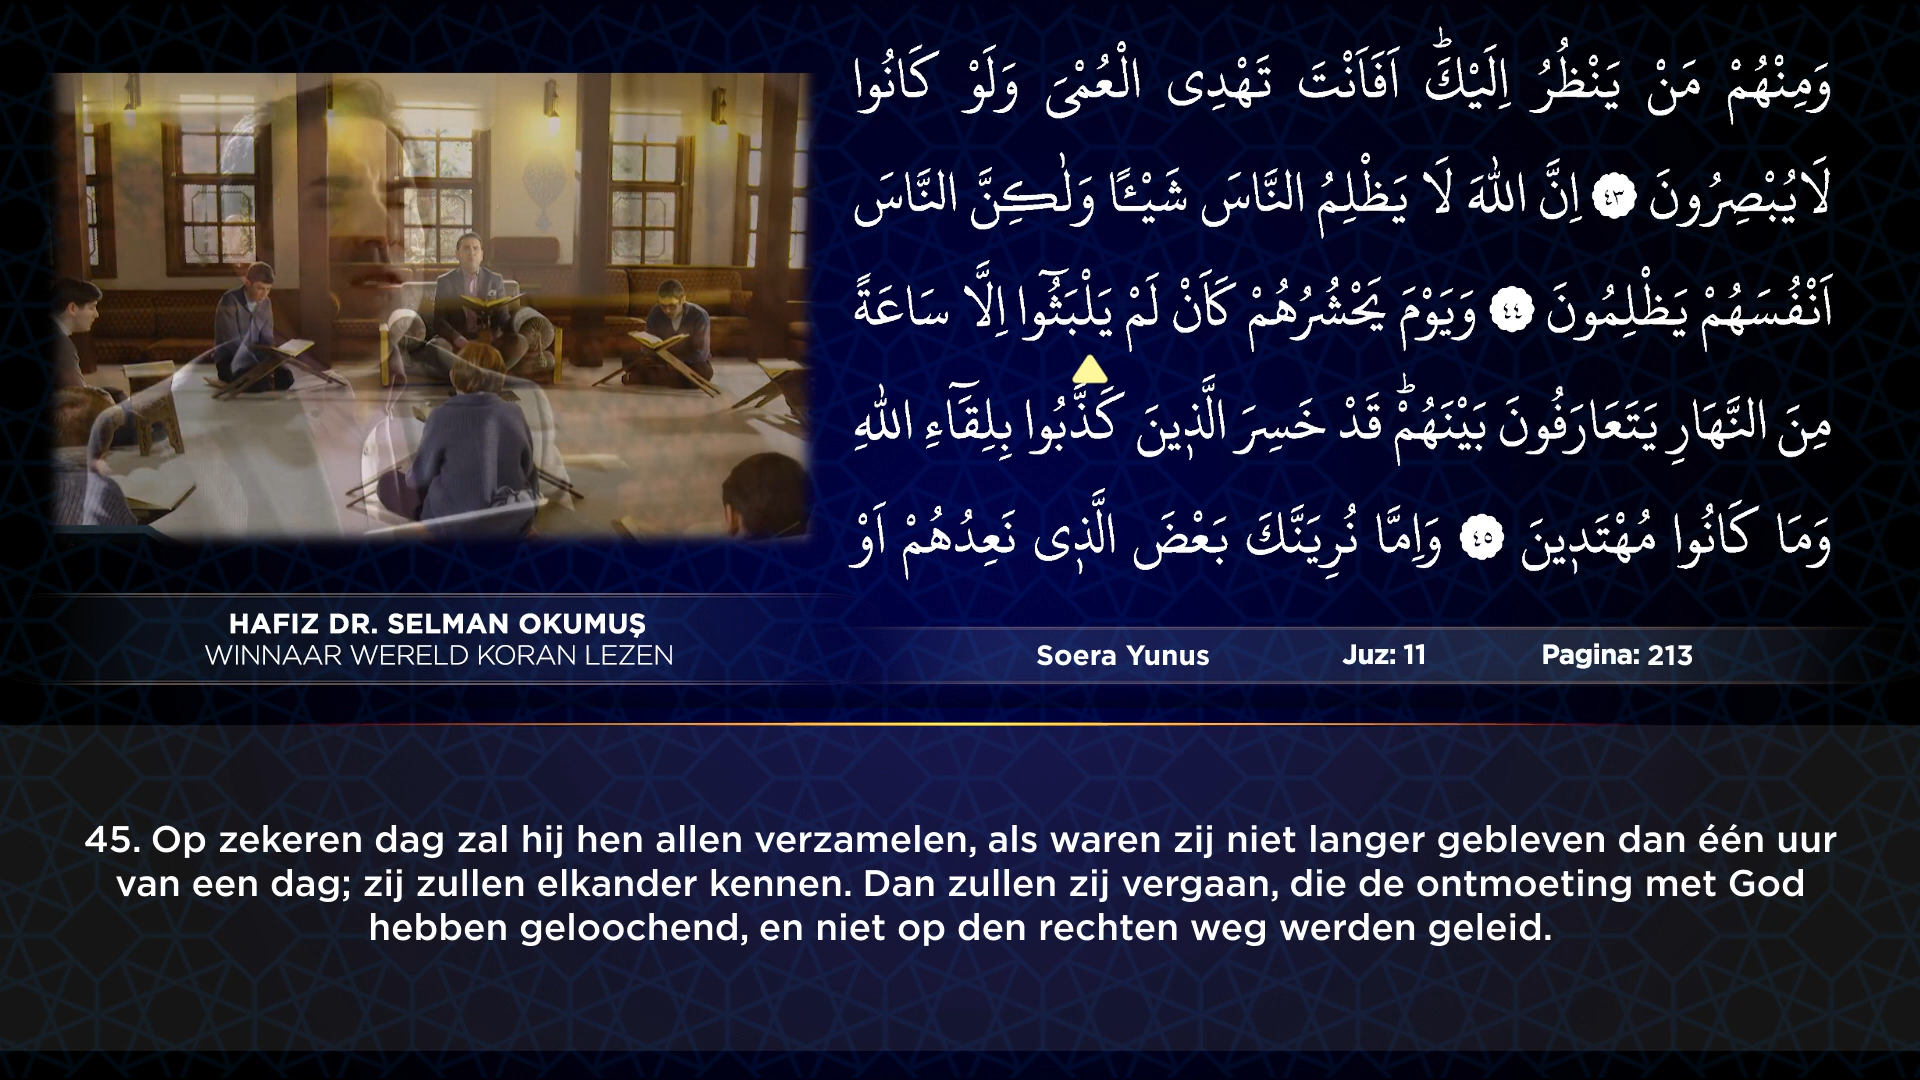 وَمِنْهُمْ مَنْ يَنْظُرُ اِلَيْكَۜ اَفَاَنْتَ تَهْدِى الْعُمْىَ وَلَوْ كَانُوا
لَا يُبْصِرُونَ ﴿٤٣﴾ اِنَّ اللّٰهَ لَا يَظْلِمُ النَّاسَ شَيْـًٔا وَلٰكِنَّ النَّاسَ
اَنْفُسَهُمْ يَظْلِمُونَ ﴿٤٤﴾ وَيَوْمَ يَحْشُرُهُمْ كَاَنْ لَمْ يَلْبَثُٓوا اِلَّا سَاعَةً
مِنَ النَّهَارِ يَتَعَارَفُونَ بَيْنَهُمْۜ قَدْ خَسِرَ الَّذ۪ينَ كَذَّبُوا بِلِقَٓاءِ اللّٰهِ
وَمَا كَانُوا مُهْتَد۪ينَ ﴿٤٥﴾ وَاِمَّا نُرِيَنَّكَ بَعْضَ الَّذ۪ى نَعِدُهُمْ اَوْ
HAFIZ DR. SELMAN OKUMUŞ
WINNAAR WERELD KORAN LEZEN
Soera Yunus Juz: 11 Pagina: 213
45. Op zekeren dag zal hij hen allen verzamelen, als waren zij niet langer gebleven dan één uur
van een dag; zij zullen elkander kennen. Dan zullen zij vergaan, die de ontmoeting met God
hebben geloochend, en niet op den rechten weg werden geleid.